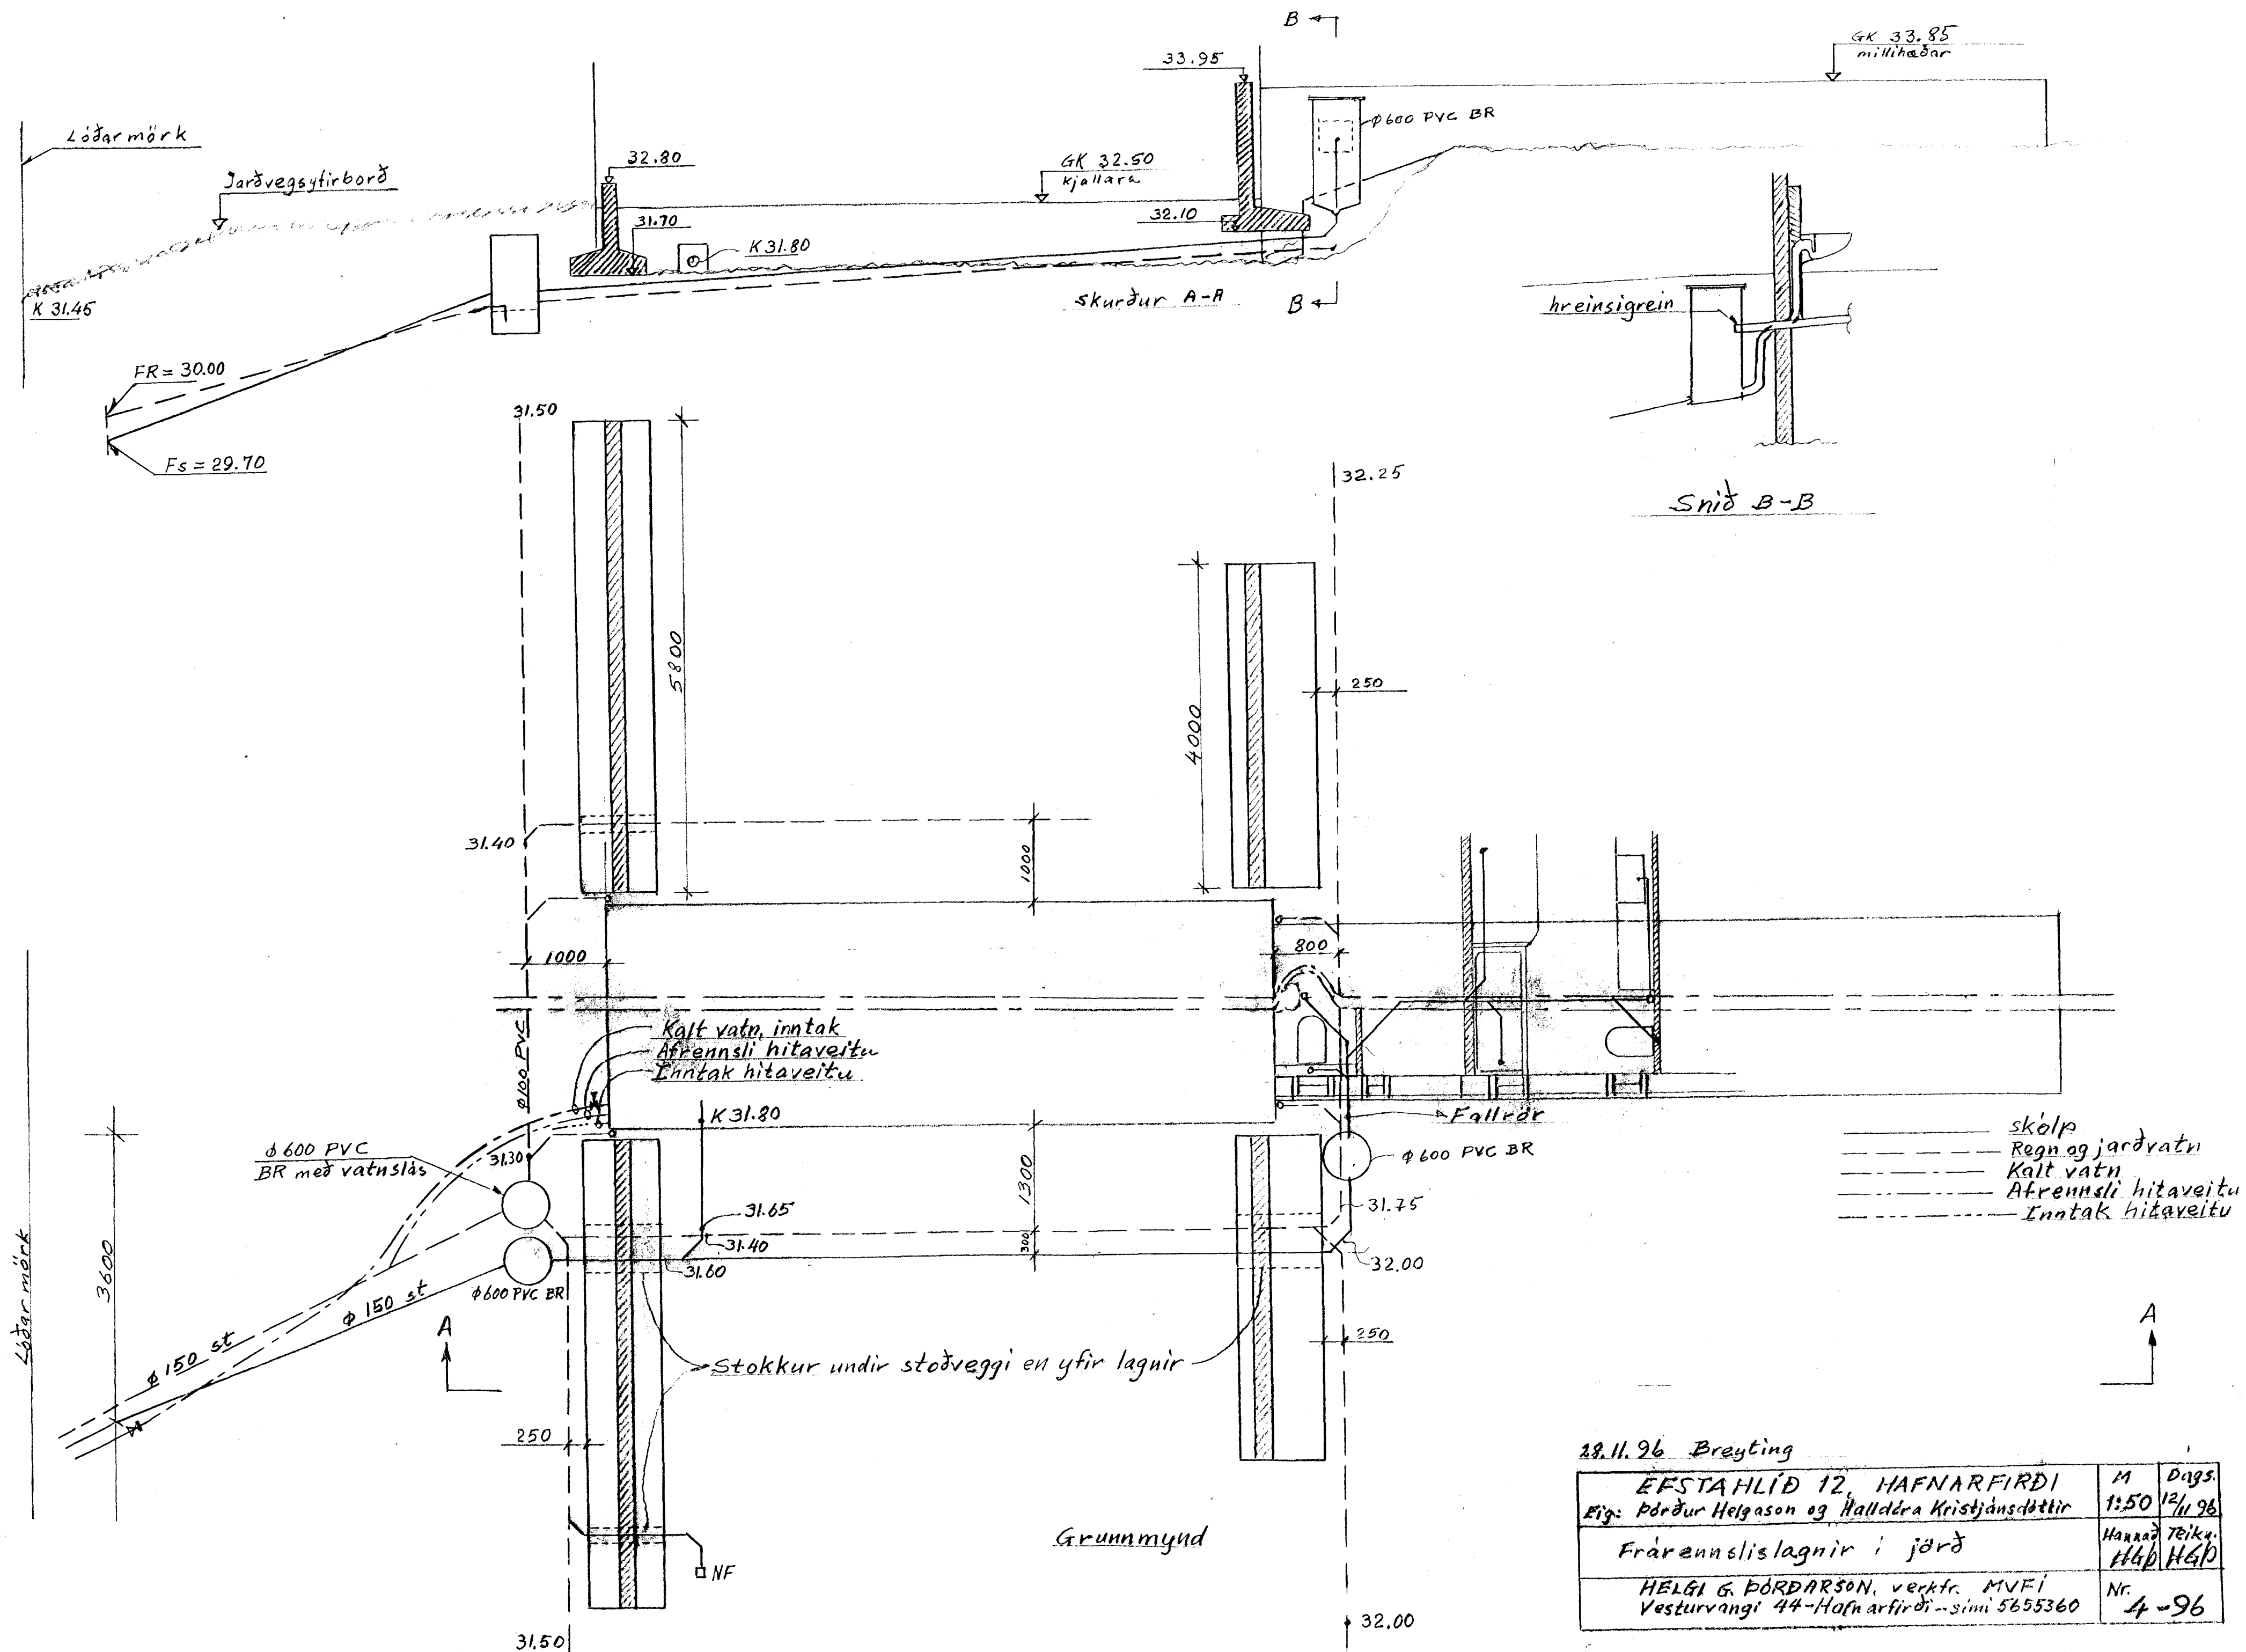 B
GK 33.85
millihæðar
33.95
Lóðarmörk
φ600 PVC BR
32.80
GK 32.50
kjallara
Jarðvegsyfirborð
31.70
32.10
K 31.80
K 31.45
skurður A-A
B
hreinsigrein
FR = 30.00
Fs = 29.70
31.50
32.25
Snið B-B
5800
250
4000
31.40
1000
1000
800
φ100 PVC
Kalt vatn, inntak
Afrennsli hitaveitu
Inntak hitaveitu
K 31.80
Fallrör
φ 600 PVC
BR með vatnslás
31.30
φ 600 PVC BR
skólp
Regn og jarðvatn
Kalt vatn
Afrennsli hitaveitu
Inntak hitaveitu
1300
31.65
31.75
31.40
300
31.60
32.00
Lóðarmörk
3600
φ600 PVC BR
φ 150 st
φ 150 st
A
250
A
Stokkur undir stoðveggi en yfir lagnir
250
NF
Grunnmynd
31.50
32.00
28.11.96 Breyting
EFSTAHLÍÐ 12, HAFNARFIRÐI
Eig: Þórður Helgason og Halldóra Kristjánsdóttir
M
1:50
Dags.
12/11 96
Frárennslislagnir í jörð
Hannað
HGÞ
Teikn.
HGÞ
HELGI G. ÞÓRÐARSON, verkfr. MVFÍ
Vesturvangi 44-Hafnarfirði-sími 5655360
Nr.
4-96